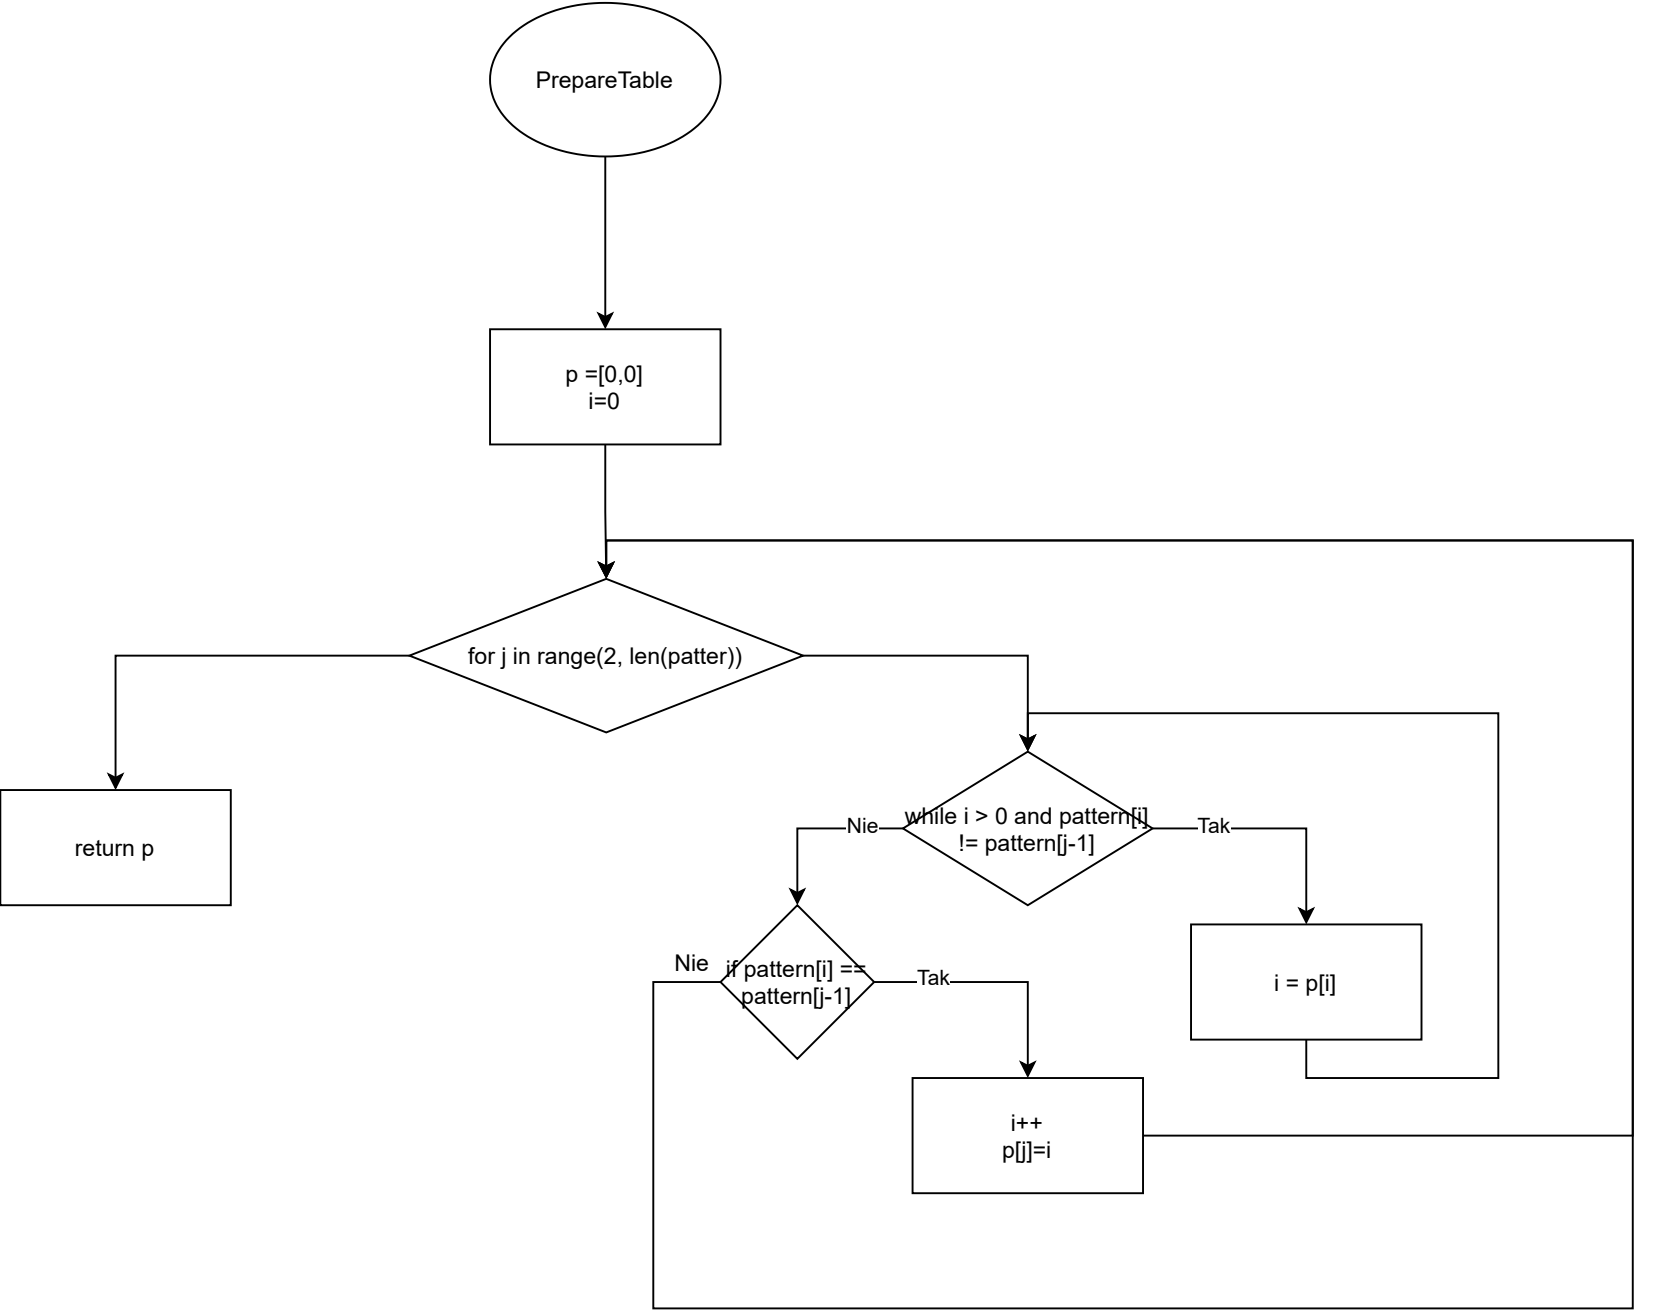 PrepareTable
p =[0,0]
i=0
for j in range(2, len(patter))
return p
while i > 0 and pattern[i]
!= pattern[j-1]
Nie
Tak
if pattern[i] ==
pattern[j-1]
Nie
Tak
i = p[i]
i++
p[j]=i